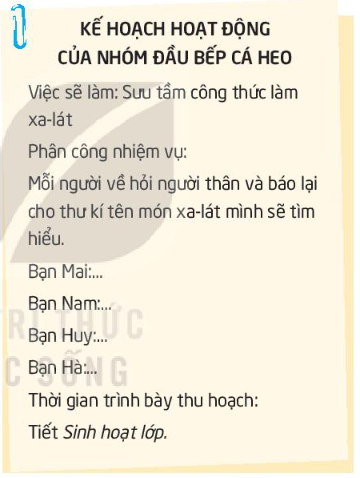 KẾ HOẠCH HOẠT ĐỘNG
CỦA NHÓM ĐẦU BẾP CÁ HEO
Việc sẽ làm: Sưu tầm công thức làm
xa-lát
Phân công nhiệm vụ:
Mỗi người về hỏi người thân và báo lại
cho thư kí tên món xa-lát mình sẽ tìm
hiểu.
Bạn Mai:...
Bạn Nam:...
RI THỨC
Bạn Huy:...
Bạn Hà:...
C SỐNG
Thời gian trình bày thu hoạch:
Tiết Sinh hoạt lớp.